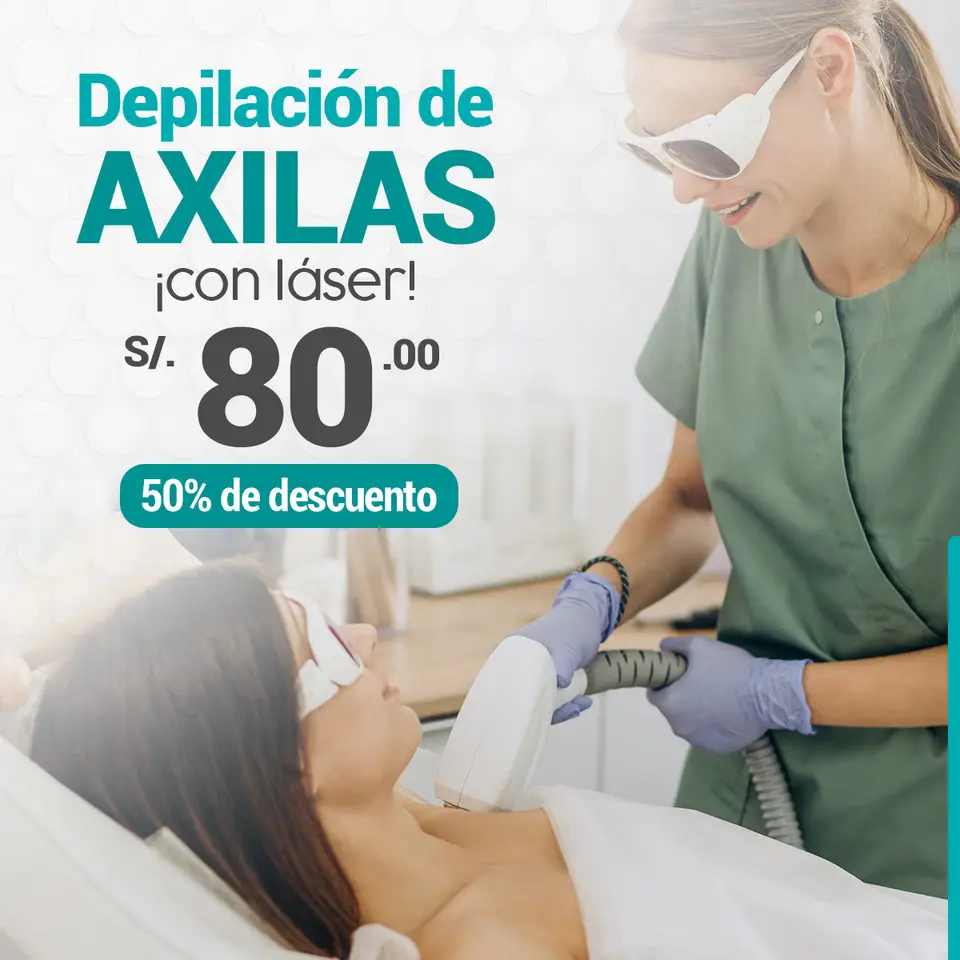 Depilación de
AXILAS
¡con láser!
S/. 80.00
50% de descuento